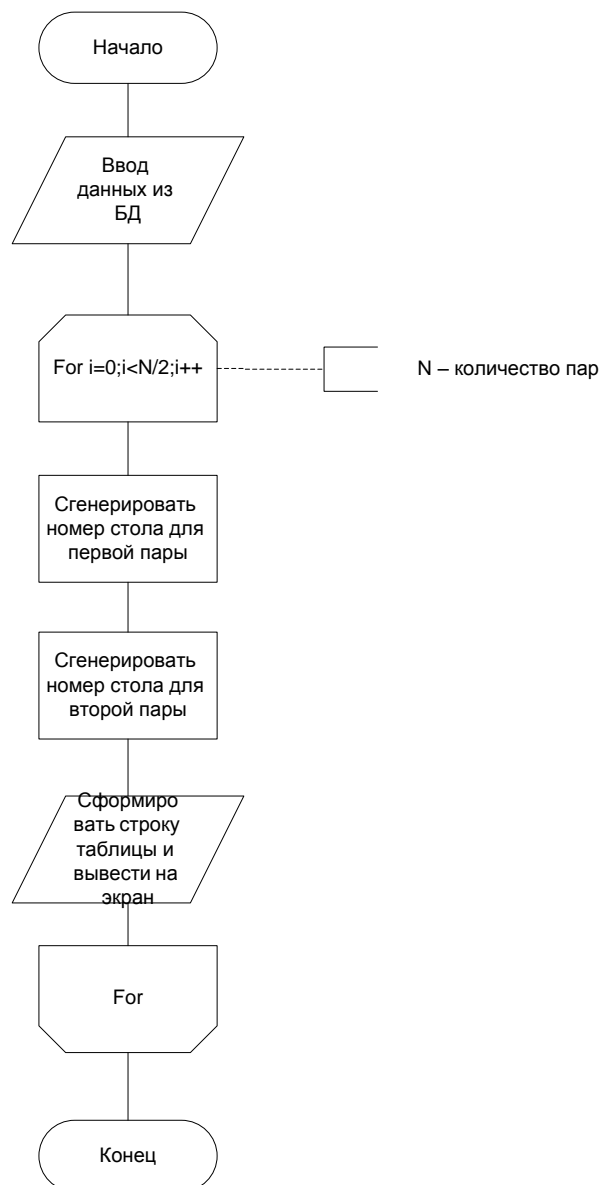 Начало
Ввод
данных из
БД
For i=0;i<N/2;i++
N – количество пар
Сгенерировать
номер стола для
первой пары
Сгенерировать
номер стола для
второй пары
Сформиро
вать строку
таблицы и
вывести на
экран
For
Конец